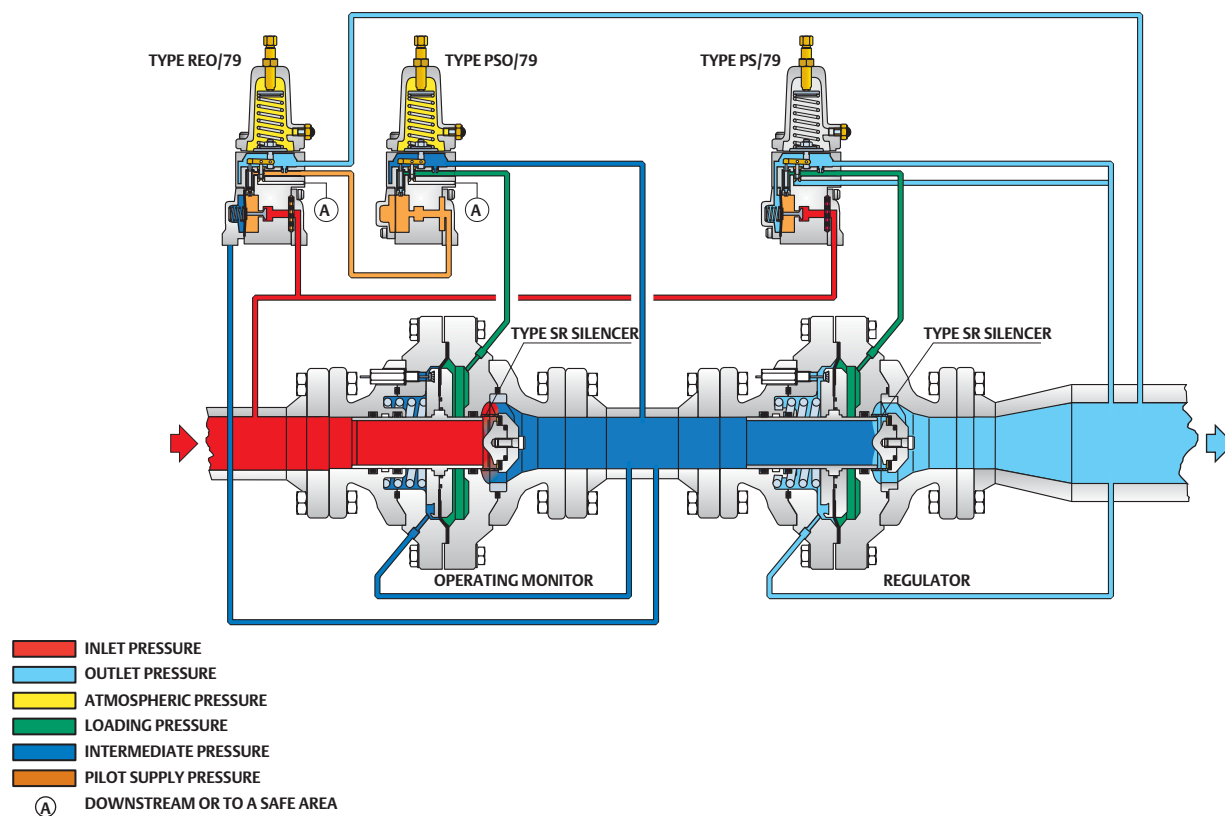 TYPE REO/79
TYPE PSO/79
TYPE PS/79
A
A
TYPE SR SILENCER
TYPE SR SILENCER
OPERATING MONITOR
REGULATOR
INLET PRESSURE
OUTLET PRESSURE
ATMOSPHERIC PRESSURE
LOADING PRESSURE
INTERMEDIATE PRESSURE
PILOT SUPPLY PRESSURE
A DOWNSTREAM OR TO A SAFE AREA